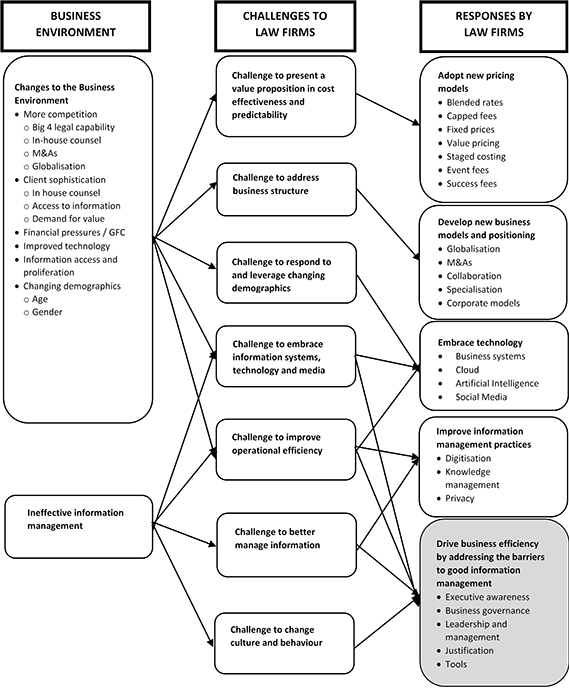 BUSINESS
ENVIRONMENT
CHALLENGES TO
LAW FIRMS
RESPONSES BY
LAW FIRMS
Changes to the Business
Environment
• More competition
o Big 4 legal capability
o In-house counsel
o M&As
o Globalisation
• Client sophistication
o In house counsel
o Access to information
o Demand for value
• Financial pressures / GFC
• Improved technology
• Information access and
proliferation
• Changing demographics
o Age
o Gender
Ineffective information
management
Challenge to present a
value proposition in cost
effectiveness and
predictability
Challenge to address
business structure
Challenge to respond to
and leverage changing
demographics
Challenge to embrace
information systems,
technology and media
Challenge to improve
operational efficiency
Challenge to better
manage information
Challenge to change
culture and behaviour
Adopt new pricing
models
• Blended rates
• Capped fees
• Fixed prices
• Value pricing
• Staged costing
• Event fees
• Success fees
Develop new business
models and positioning
• Globalisation
• M&As
• Collaboration
• Specialisation
• Corporate models
Embrace technology
• Business systems
• Cloud
• Artificial Intelligence
• Social Media
Improve information
management practices
• Digitisation
• Knowledge
management
• Privacy
Drive business efficiency
by addressing the barriers
to good information
management
• Executive awareness
• Business governance
• Leadership and
management
• Justification
• Tools